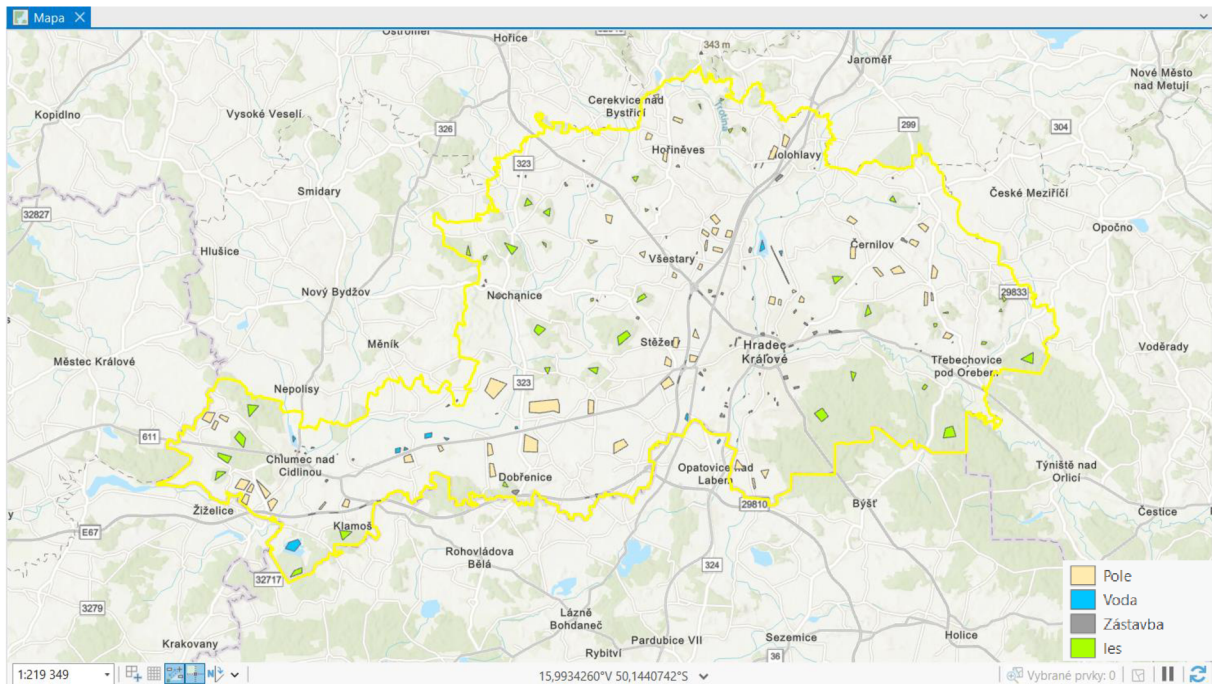 Mapa
Hořice
343 m
Jaroměř
Nové Město
nad Metují
Kopidlno
Vysoké Veselí
Cerekvice nad
Bystřicí
326
299
304
Hořiněves
323
Smidary
České Meziříčí
32827
Opočno
Hlušice
Všestary
Černilov
Nový Bydžov
Nechanice
29833
Měník
Stěžery
Hradec
Králové
Voděrady
Městec Králové
Třebechovice
pod Orebem
Nepolisy
323
611
Chlumec nad
Cidlinou
Dobřenice
Opatovice nad
Labem
Týniště nad
Orlicí
Žiželice
29810
Býšť
Čestice
E67
Klamoš
Rohovládova
Bělá
324
32717
3279
Lázně
Bohdaneč
Krakovany
Pardubice VII
Sezemice
Holice
Rybitví
36
Pole
Voda
Zástavba
les
1:219 349
15,9934260°V 50,1440742°S
Vybrané prvky: 0